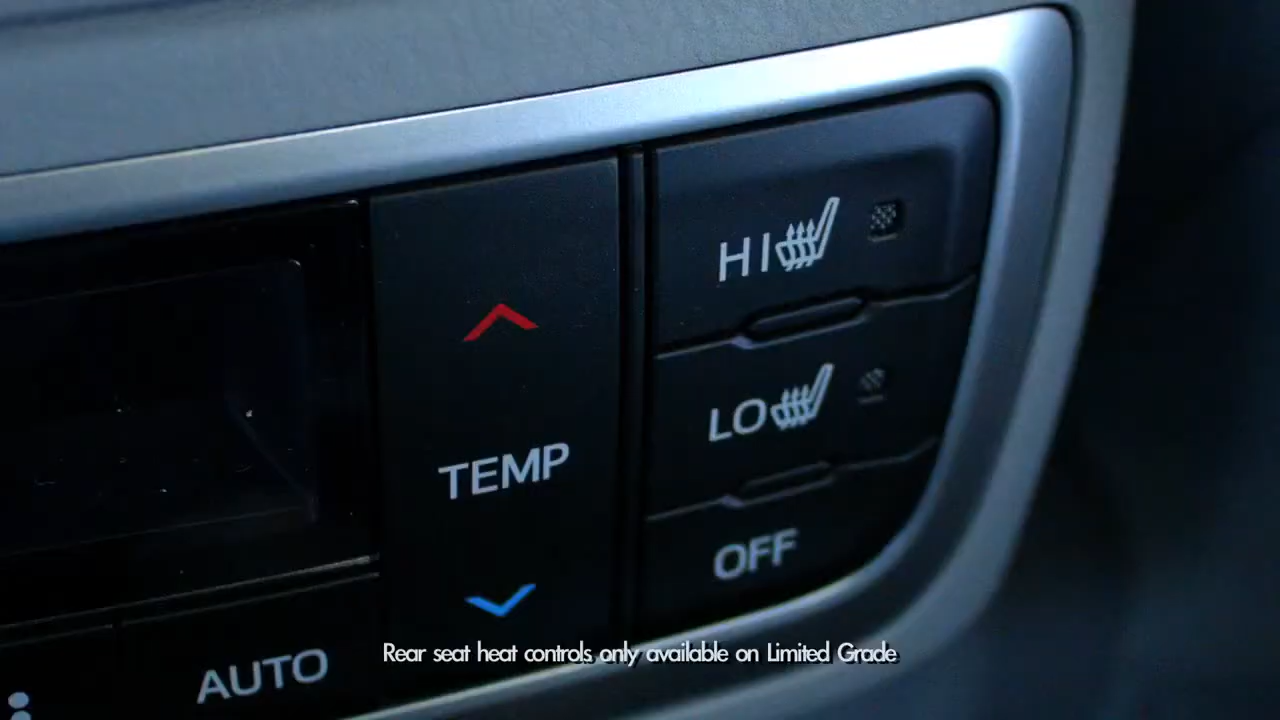 HI
LO
TEMP
OFF
AUTO
Rear seat heat controls only available on Limited Grade